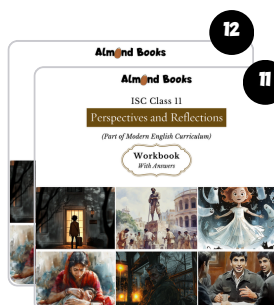 12
Almond Books
11
Almond Books
ISC Class 11
Perspectives and Reflections
(Part of Modern English Curriculum)
Workbook
With Answers